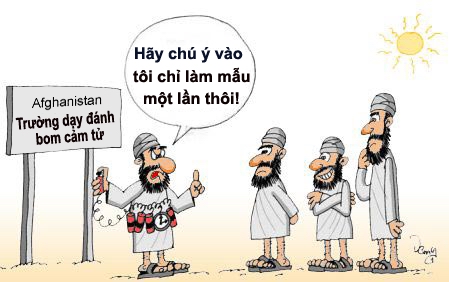 Hãy chú ý vào
tôi chỉ làm mẫu
một lần thôi!
Afghanistan
Trường dạy đánh
bom cảm tử